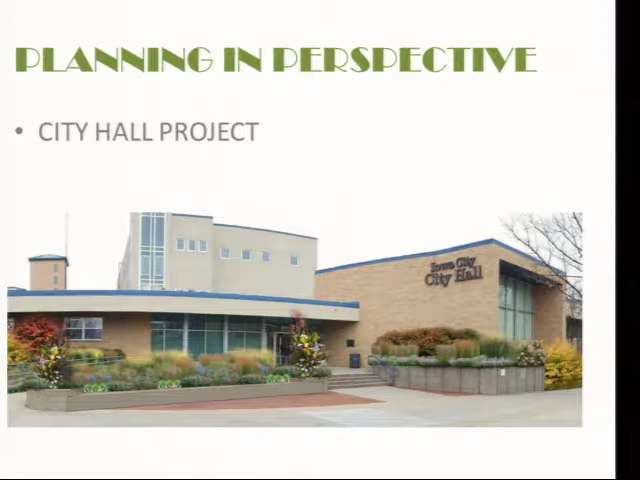 PLANNING IN PERSPECTIVE
• CITY HALL PROJECT
Iowa City
City Hall